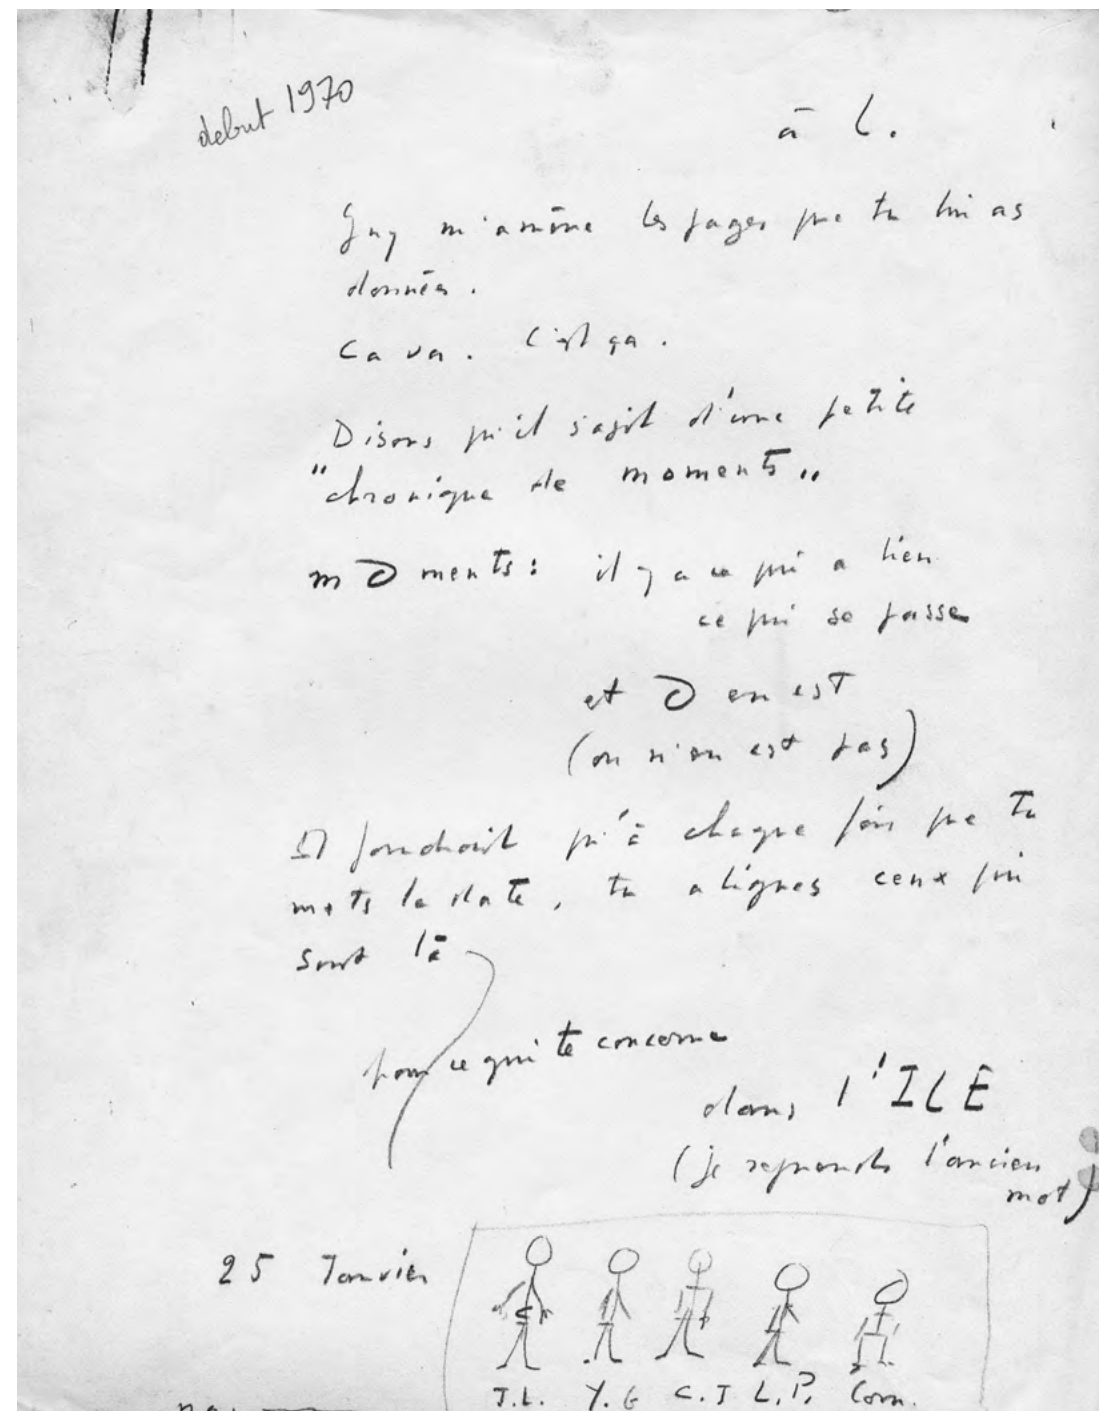 debut 1970
à L.
Guy m'amène les pages que tu lui as
données.
Ca va. C'est ça.
Disons qu'il s'agit d'une petite
"chronique de moments"
mOments: il y a ce qui a lieu
ce qui se passe
et O en est
(on n'en est pas)
Il faudrait qu'à chaque fois que tu
mets la date, tu alignes ceux qui
sont là
pour ce qui te concerne
dans l'ILE
(je reprends l'ancien
mot)
25 Janvier
J.L. Y.G C.J L.P. Corn.